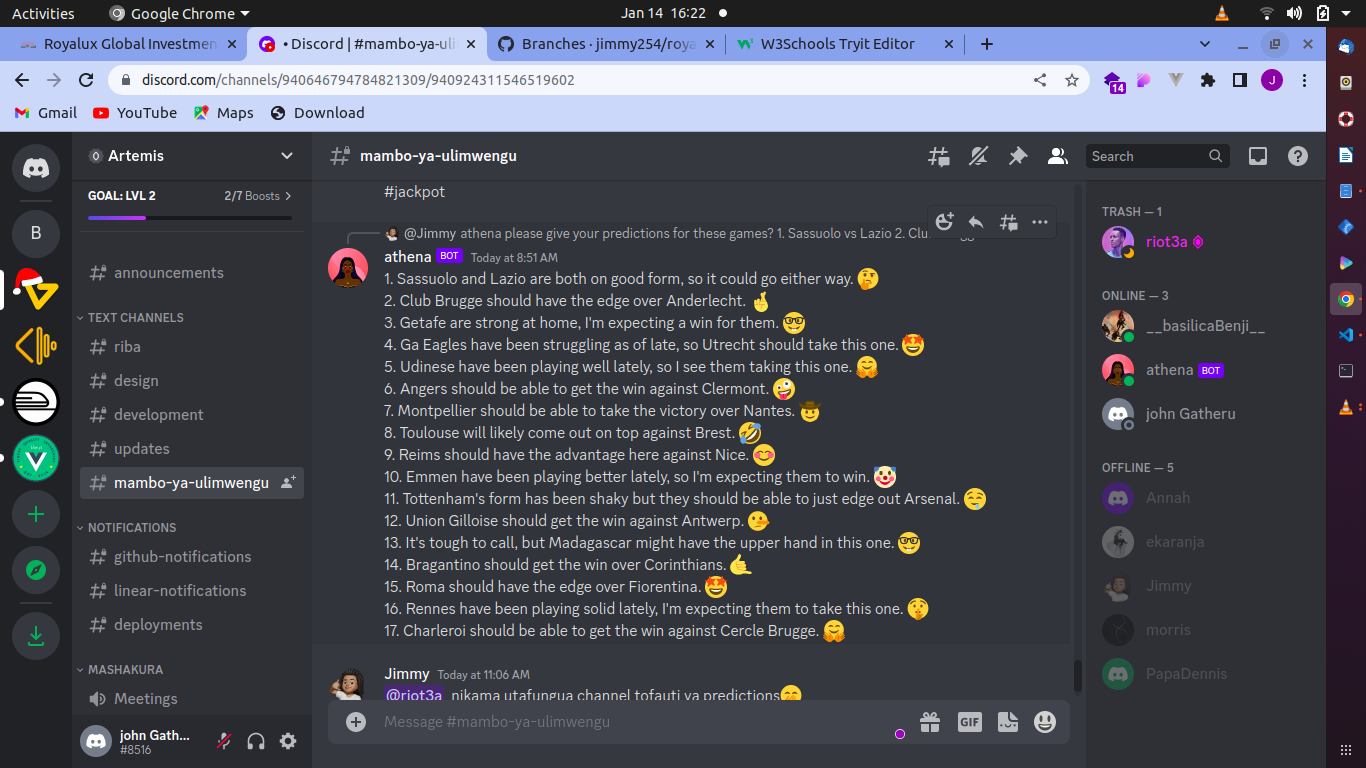 Activities
Google Chrome
Jan 14 16:22
Royalux Global Investmen
• Discord | #mambo-ya-uli
Branches · jimmy254/roya
W3Schools Tryit Editor
discord.com/channels/940646794784821309/940924311546519602
14
J
Gmail
YouTube
Maps
Download
B
Artemis
GOAL: LVL 2
2/7 Boosts
announcements
TEXT CHANNELS
riba
design
development
updates
mambo-ya-ulimwengu
NOTIFICATIONS
github-notifications
linear-notifications
deployments
MASHAKURA
Meetings
john Gath...
#8516
mambo-ya-ulimwengu
Search
#jackpot
@Jimmy athena please give your predictions for these games? 1. Sassuolo vs Lazio 2. Clu
athena BOT Today at 8:51 AM
1. Sassuolo and Lazio are both on good form, so it could go either way. 🤔
2. Club Brugge should have the edge over Anderlecht. 🤞
3. Getafe are strong at home, I'm expecting a win for them. 🤓
4. Ga Eagles have been struggling as of late, so Utrecht should take this one. 🤩
5. Udinese have been playing well lately, so I see them taking this one. 🤗
6. Angers should be able to get the win against Clermont. 🤪
7. Montpellier should be able to take the victory over Nantes. 🤠
8. Toulouse will likely come out on top against Brest. 🤣
9. Reims should have the advantage here against Nice. 😊
10. Emmen have been playing better lately, so I'm expecting them to win. 🤡
11. Tottenham's form has been shaky but they should be able to just edge out Arsenal. 🤤
12. Union Gilloise should get the win against Antwerp. 🤥
13. It's tough to call, but Madagascar might have the upper hand in this one. 🤓
14. Bragantino should get the win over Corinthians. 🤙
15. Roma should have the edge over Fiorentina. 🤩
16. Rennes have been playing solid lately, I'm expecting them to take this one. 🤫
17. Charleroi should be able to get the win against Cercle Brugge. 🤗
Jimmy Today at 11:06 AM
@riot3a nikama utafungua channel tofauti ya predictions🤭
Message #mambo-ya-ulimwengu
GIF
TRASH — 1
riot3a
ONLINE — 3
__basilicaBenji__
athena BOT
john Gatheru
OFFLINE — 5
Annah
ekaranja
Jimmy
morris
PapaDennis